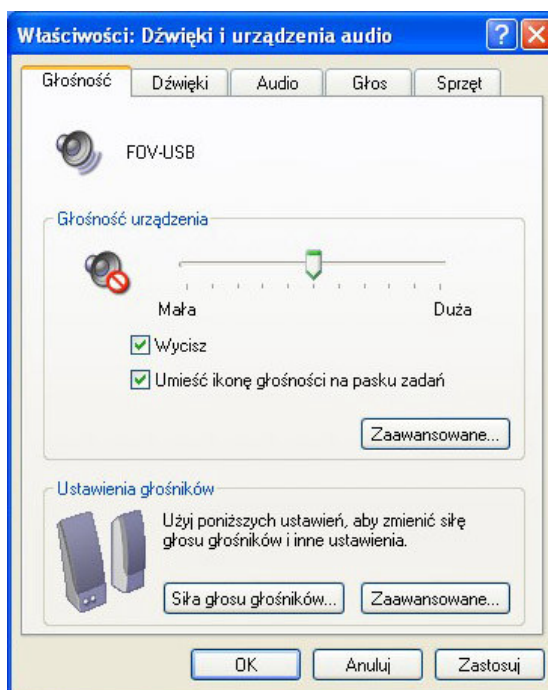 Właściwości: Dźwięki i urządzenia audio
Głośność Dźwięki Audio Głos Sprzęt
FOV-USB
Głośność urządzenia
Mała Duża
Wycisz
Umieść ikonę głośności na pasku zadań
Zaawansowane...
Ustawienia głośników
Użyj poniższych ustawień, aby zmienić siłę
głosu głośników i inne ustawienia.
Siła głosu głośników... Zaawansowane...
OK Anuluj Zastosuj